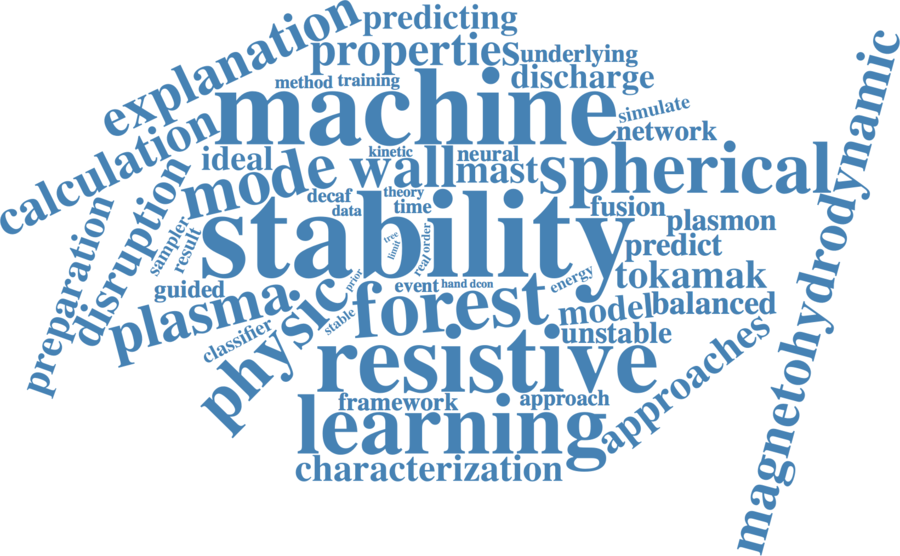 predicting
explanation
properties
underlying
method
training
discharge
machine
simulate
network
calculation
ideal
mode
kinetic
wall
neural
mast
spherical
magnetohydrodynamic
disruption
preparation
decaf
theory
data
time
stability
fusion
plasmon
predict
sampler
result
tree
limit
order
real
prior
event
hand
dcon
energy
tokamak
guided
plasma
physic
forest
model
balanced
stable
unstable
classifier
resistive
approaches
framework
approach
learning
characterization